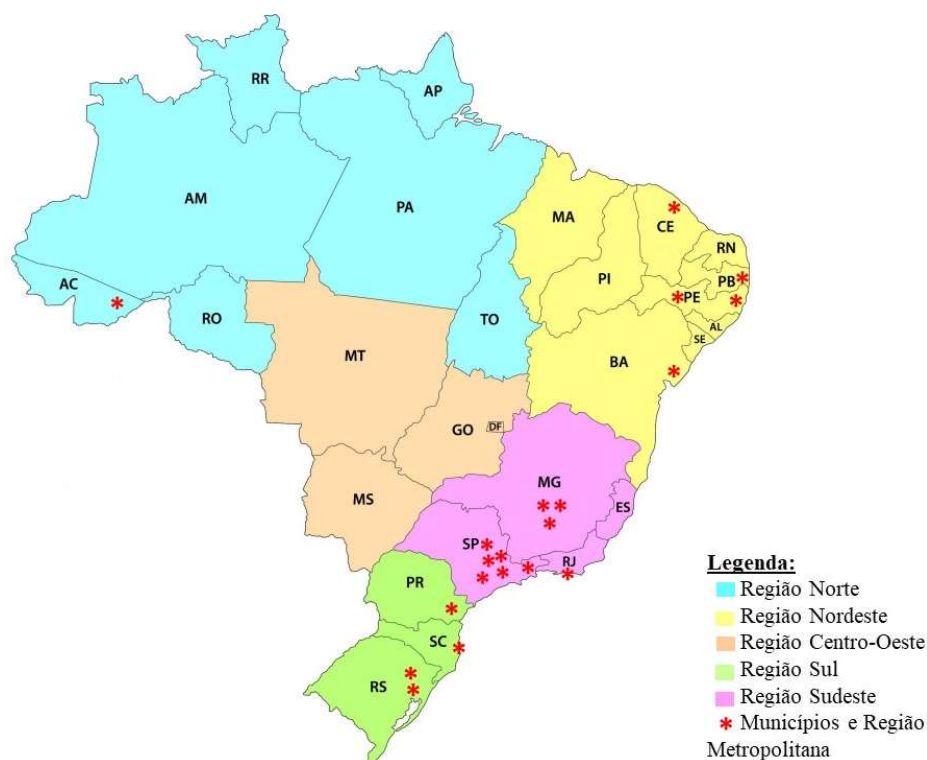 RR
AP
AM
PA
MA
CE
RN
PB
PI
PE
AC
AL
SE
RO
TO
BA
MT
GO
DF
MG
MS
ES
SP
RJ
PR
SC
RS
Legenda:
Região Norte
Região Nordeste
Região Centro-Oeste
Região Sul
Região Sudeste
Municípios e Região
Metropolitana